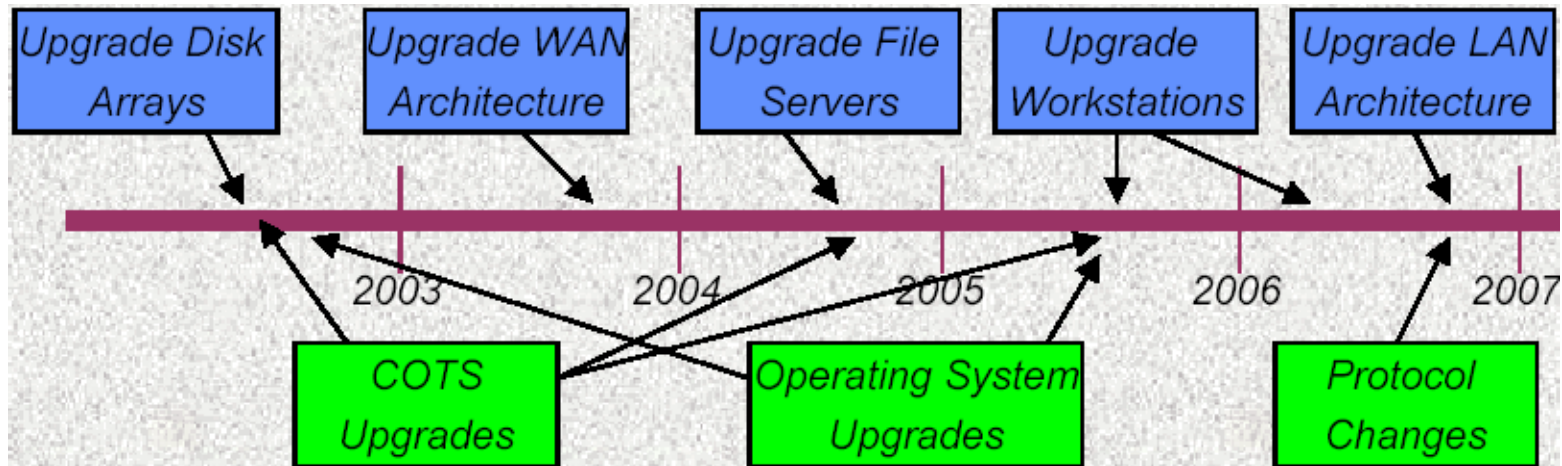 Upgrade Disk
Arrays
Upgrade WAN
Architecture
Upgrade File
Servers
Upgrade
Workstations
Upgrade LAN
Architecture
2003
2004
2005
2006
2007
COTS
Upgrades
Operating System
Upgrades
Protocol
Changes